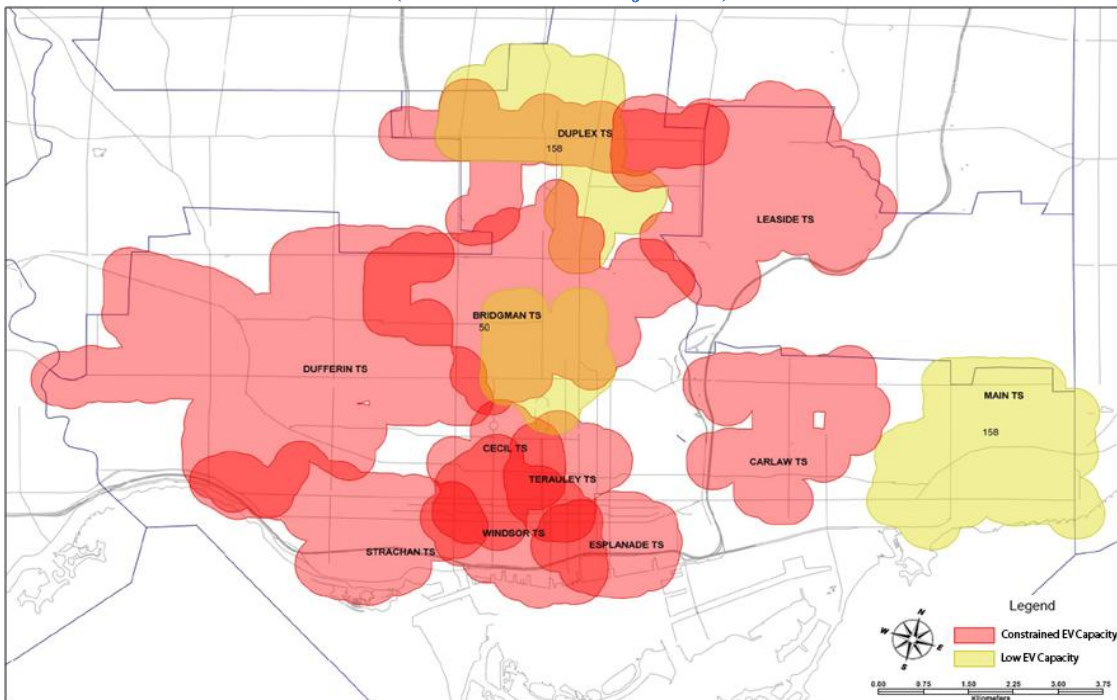 DUPLEX TS
158
LEASIDE TS
BRIDGMAN TS
50
DUFFERIN TS
MAIN TS
158
CECIL TS
CARLAW TS
TERAULEY TS
WINDSOR TS
ESPLANADE TS
STRACHAN TS
Legend
N
W
E
S
Constrained EV Capacity
Low EV Capacity
0.00 0.75 1.50 2.25 3.00 3.75
Kilometers